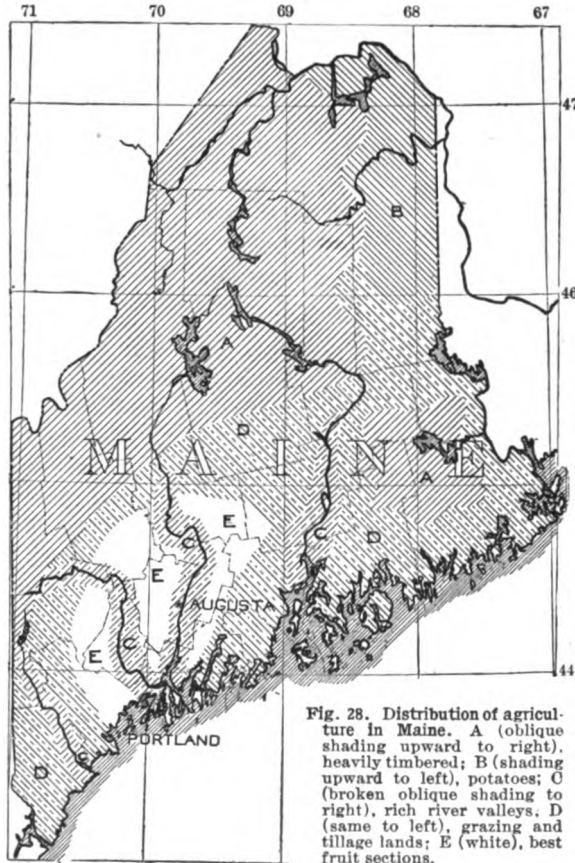 71 70 69 68 67
47
A B
46
A
D
MAINE
A
E
C C D
E
AUGUSTA
C
E
44
PORTLAND
D C
Fig. 28. Distribution of agricul-
ture in Maine. A (oblique
shading upward to right),
heavily timbered; B (shading
upward to left), potatoes; C
(broken oblique shading to
right), rich river valleys, D
(same to left), grazing and
tillage lands; E (white), best
fruit sections.